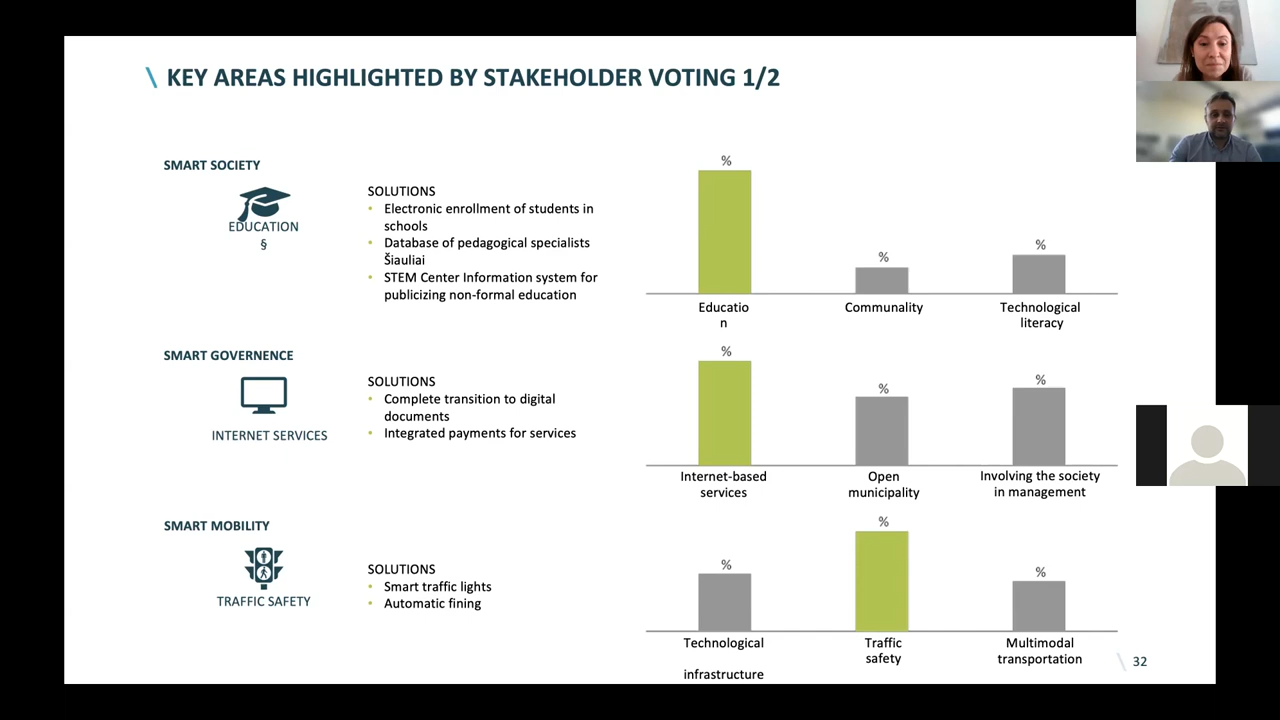 \ KEY AREAS HIGHLIGHTED BY STAKEHOLDER VOTING 1/2
SMART SOCIETY
EDUCATION
§
SOLUTIONS
• Electronic enrollment of students in
schools
• Database of pedagogical specialists
Šiauliai
• STEM Center Information system for
publicizing non-formal education
%
%
%
Educatio
n
Communality
Technological
literacy
SMART GOVERNENCE
INTERNET SERVICES
SOLUTIONS
• Complete transition to digital
documents
• Integrated payments for services
%
%
%
Internet-based
services
Open
municipality
Involving the society
in management
SMART MOBILITY
TRAFFIC SAFETY
SOLUTIONS
• Smart traffic lights
• Automatic fining
%
%
%
Technological
infrastructure
Traffic
safety
Multimodal
transportation
\ 32